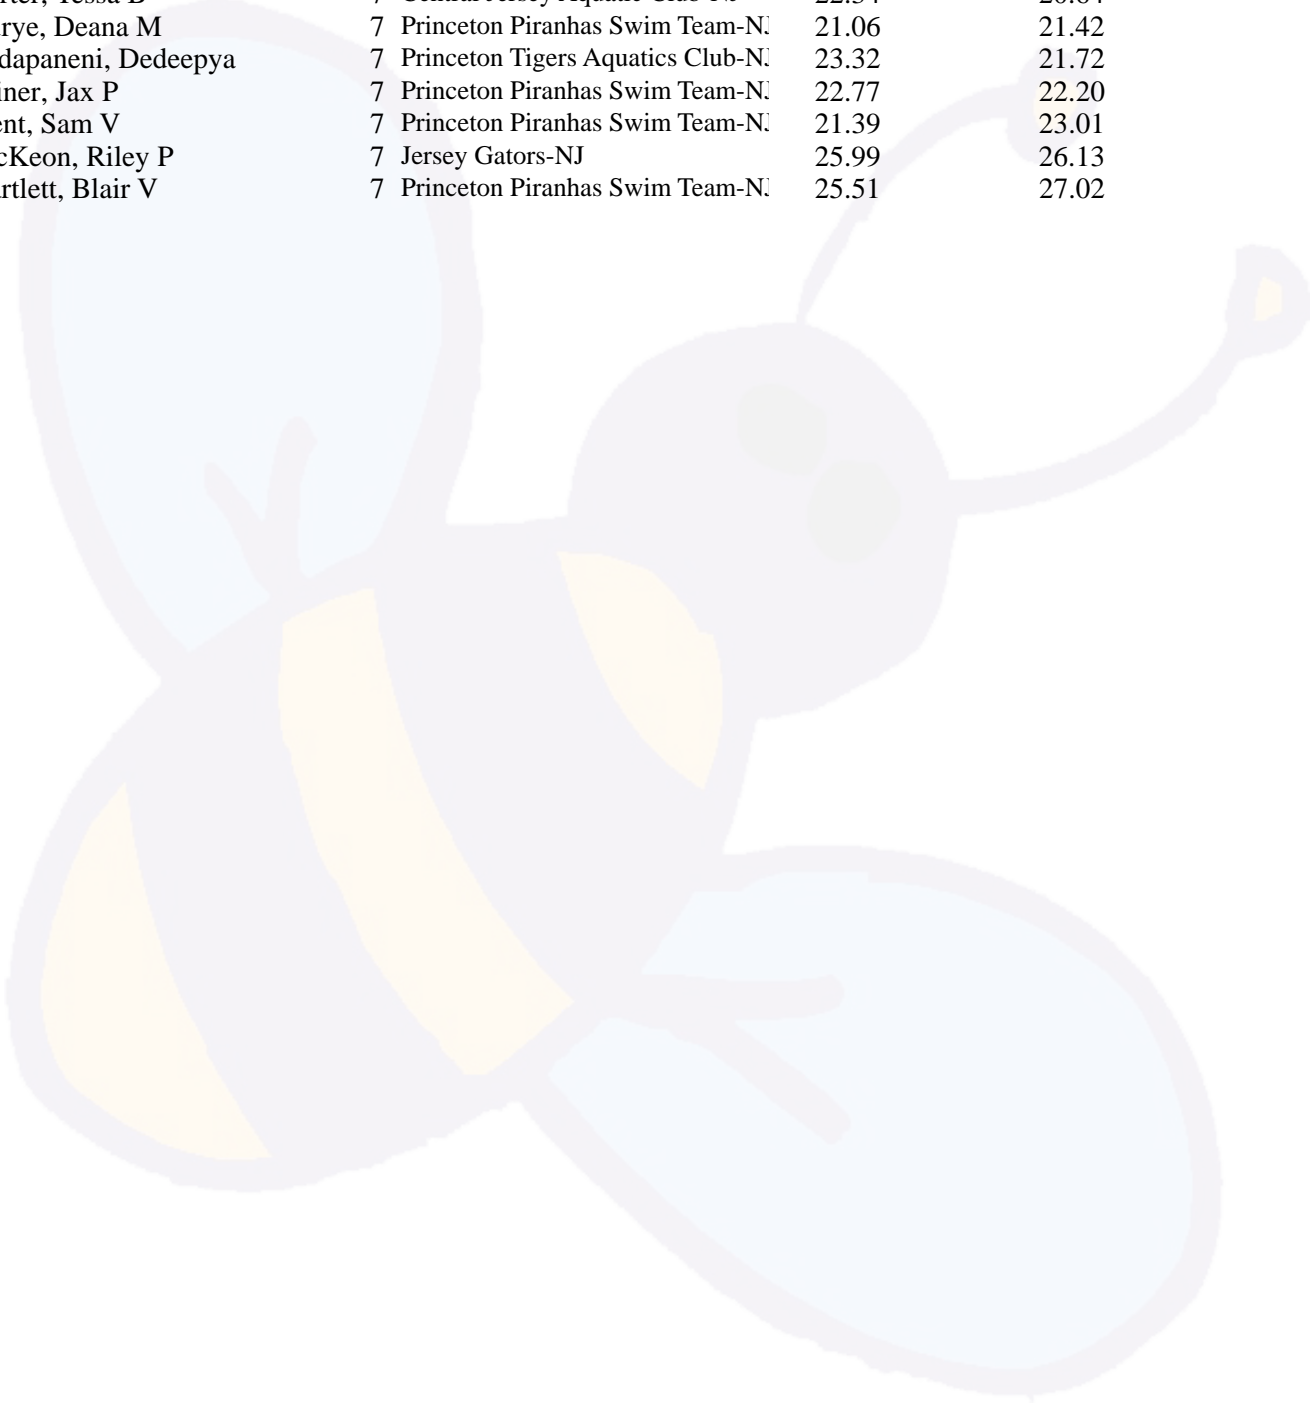 rye, Deana M 7 Princeton Piranhas Swim Team-NJ 21.06 21.42
dapaneni, Dedeepya 7 Princeton Tigers Aquatics Club-NJ 23.32 21.72
iner, Jax P 7 Princeton Piranhas Swim Team-NJ 22.77 22.20
ent, Sam V 7 Princeton Piranhas Swim Team-NJ 21.39 23.01
cKeon, Riley P 7 Jersey Gators-NJ 25.99 26.13
artlett, Blair V 7 Princeton Piranhas Swim Team-NJ 25.51 27.02